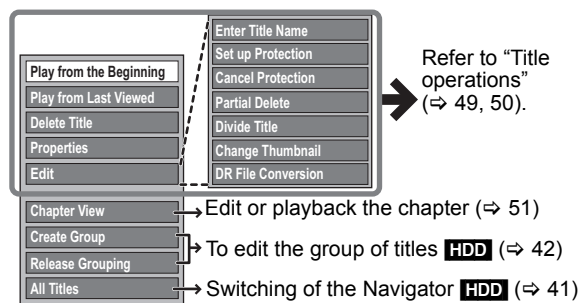 Play from the Beginning
Play from Last Viewed
Delete Title
Properties
Edit
Enter Title Name
Set up Protection
Cancel Protection
Partial Delete
Divide Title
Change Thumbnail
DR File Conversion
Refer to “Title
operations”
(⇨ 49, 50).
Chapter View
Edit or playback the chapter (⇨ 51)
Create Group
Release Grouping
To edit the group of titles HDD (⇨ 42)
All Titles
Switching of the Navigator HDD (⇨ 41)